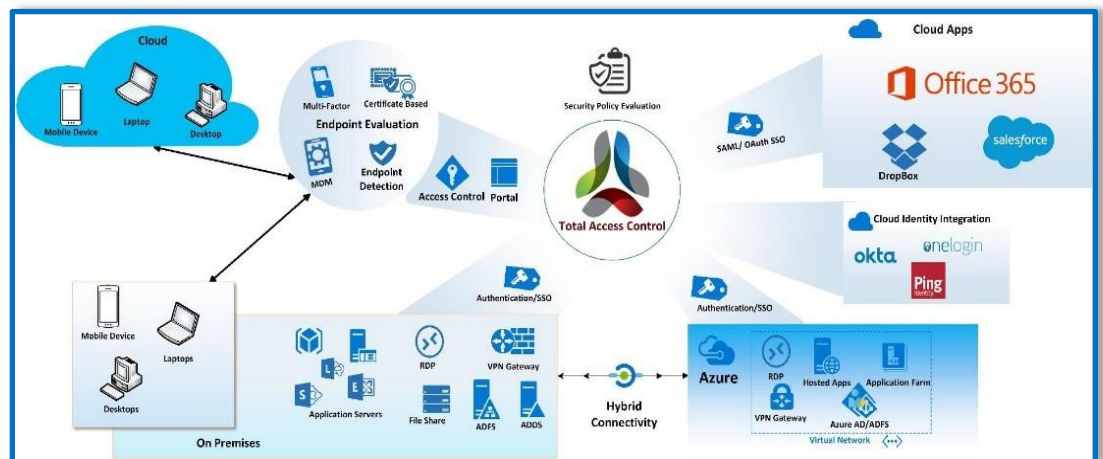 Cloud
Mobile Device
Laptop
Desktop
Multi-Factor
Certificate Based
Endpoint Evaluation
MDM
Endpoint
Detection
Access Control
Portal
Security Policy Evaluation
Total Access Control
SAML/ OAuth SSO
Cloud Apps
Office 365
DropBox
salesforce
Cloud Identity Integration
okta
onelogin
Ping
Identity
Authentication/SSO
Authentication/SSO
Mobile Device
Laptops
Desktops
L
S
E
Application Servers
RDP
VPN Gateway
File Share
ADFS
ADDS
On Premises
Hybrid
Connectivity
Azure
RDP
Hosted Apps
Application Farm
VPN Gateway
Azure AD/ADFS
Virtual Network